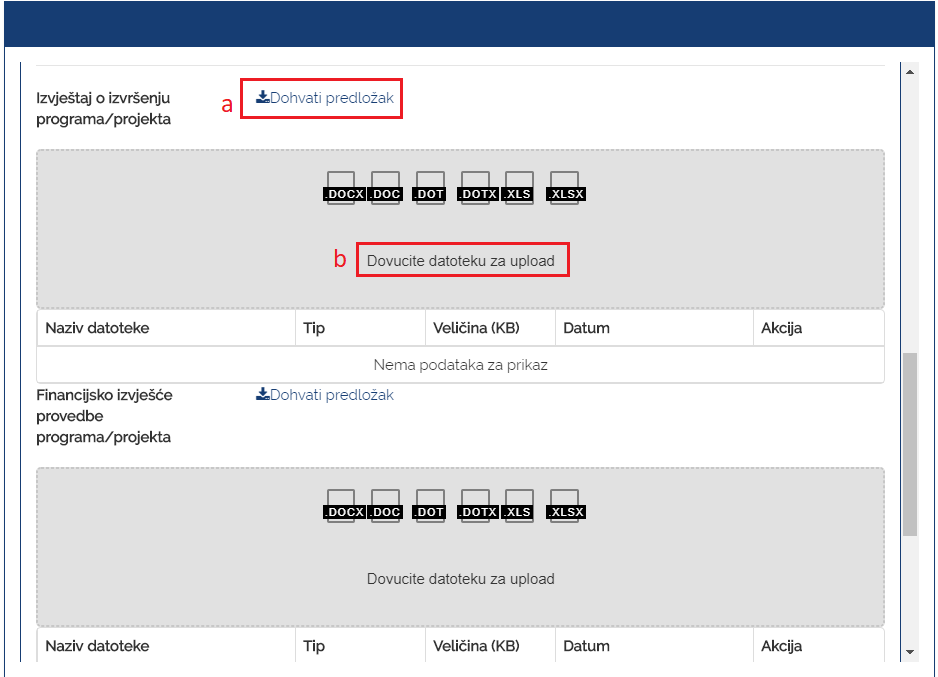 Izvještaj o izvršenju
programa/projekta
a
Dohvati predložak
.DOCX .DOC .DOT .DOTX .XLS .XLSX
b
Dovucite datoteku za upload
Naziv datoteke Tip Veličina (KB) Datum Akcija
Nema podataka za prikaz
Financijsko izvješće
provedbe
programa/projekta
Dohvati predložak
.DOCX .DOC .DOT .DOTX .XLS .XLSX
Dovucite datoteku za upload
Naziv datoteke Tip Veličina (KB) Datum Akcija